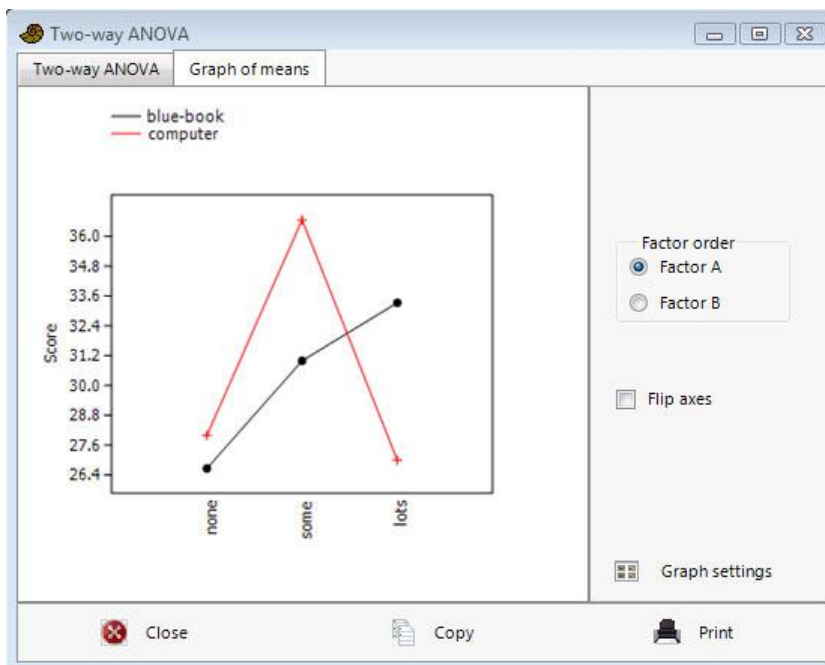 Two-way ANOVA
Two-way ANOVA
Graph of means
blue-book
computer
Score
36.0
34.8
33.6
32.4
31.2
30.0
28.8
27.6
26.4
none
some
lots
Factor order
Factor A
Factor B
Flip axes
Graph settings
Close
Copy
Print